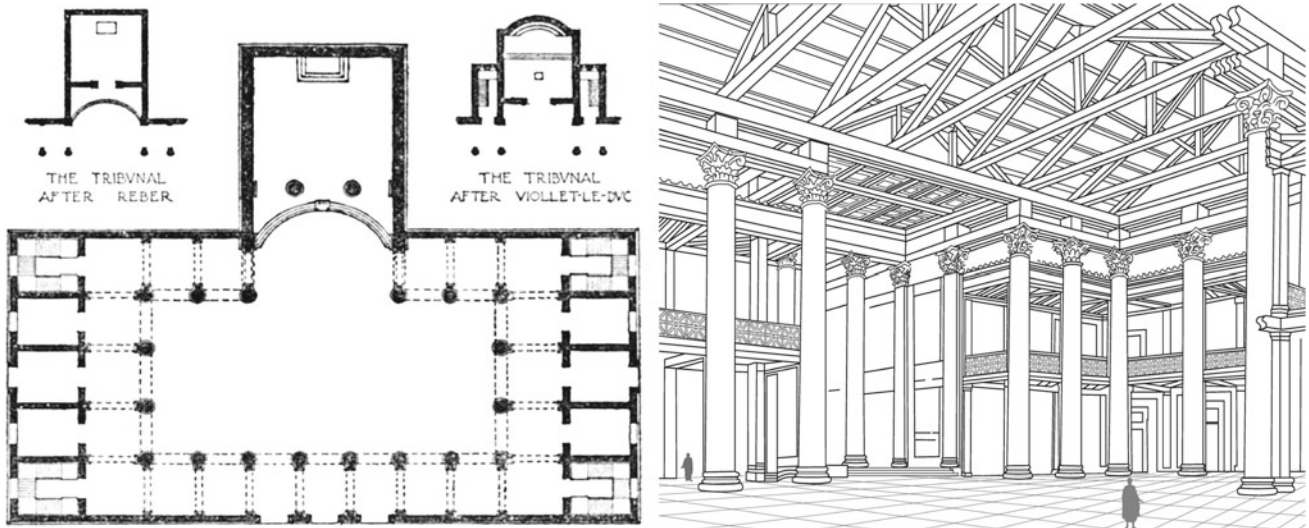 THE TRIBVNAL
AFTER REBER
THE TRIBVNAL
AFTER VIOLLET-LE-DVC